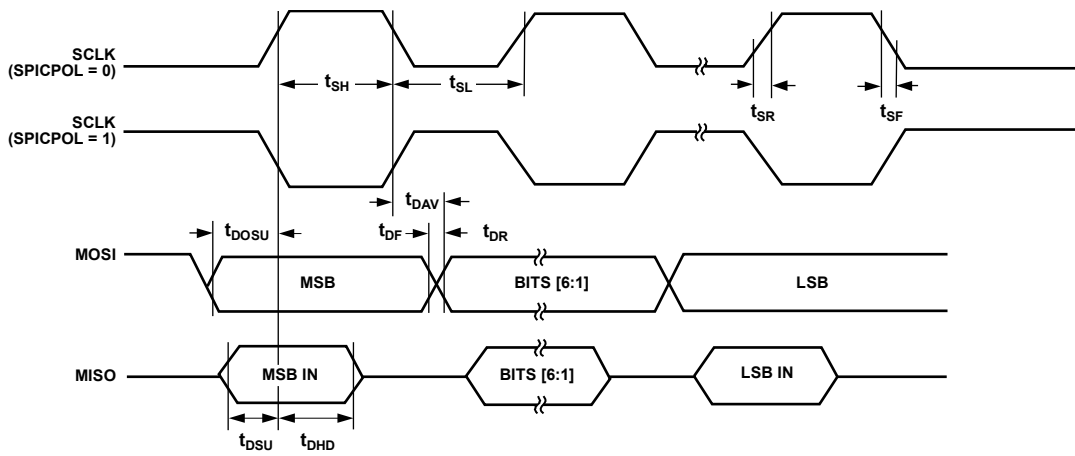 SCLK
(SPICPOL = 0)
tSH
tSL
tSR
tSF
SCLK
(SPICPOL = 1)
tDAV
tDOSU
tDF
tDR
MOSI
MSB
BITS [6:1]
LSB
MISO
MSB IN
BITS [6:1]
LSB IN
tDSU
tDHD